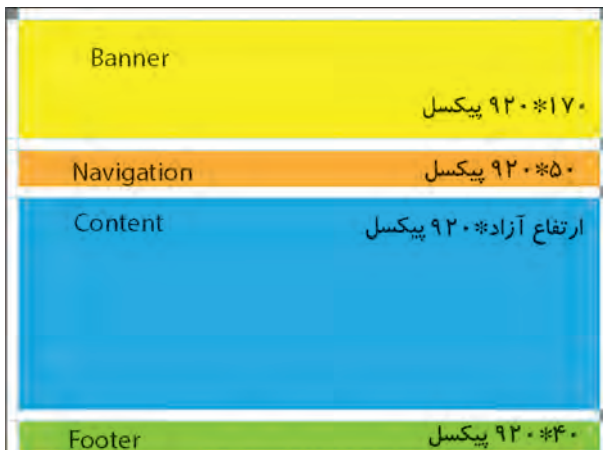 Banner
۱۷۰*۹۲۰ پیکسل
Navigation
۵۰*۹۲۰ پیکسل
Content
ارتفاع آزاد*۹۲۰ پیکسل
Footer
۴۰*۹۲۰ پیکسل